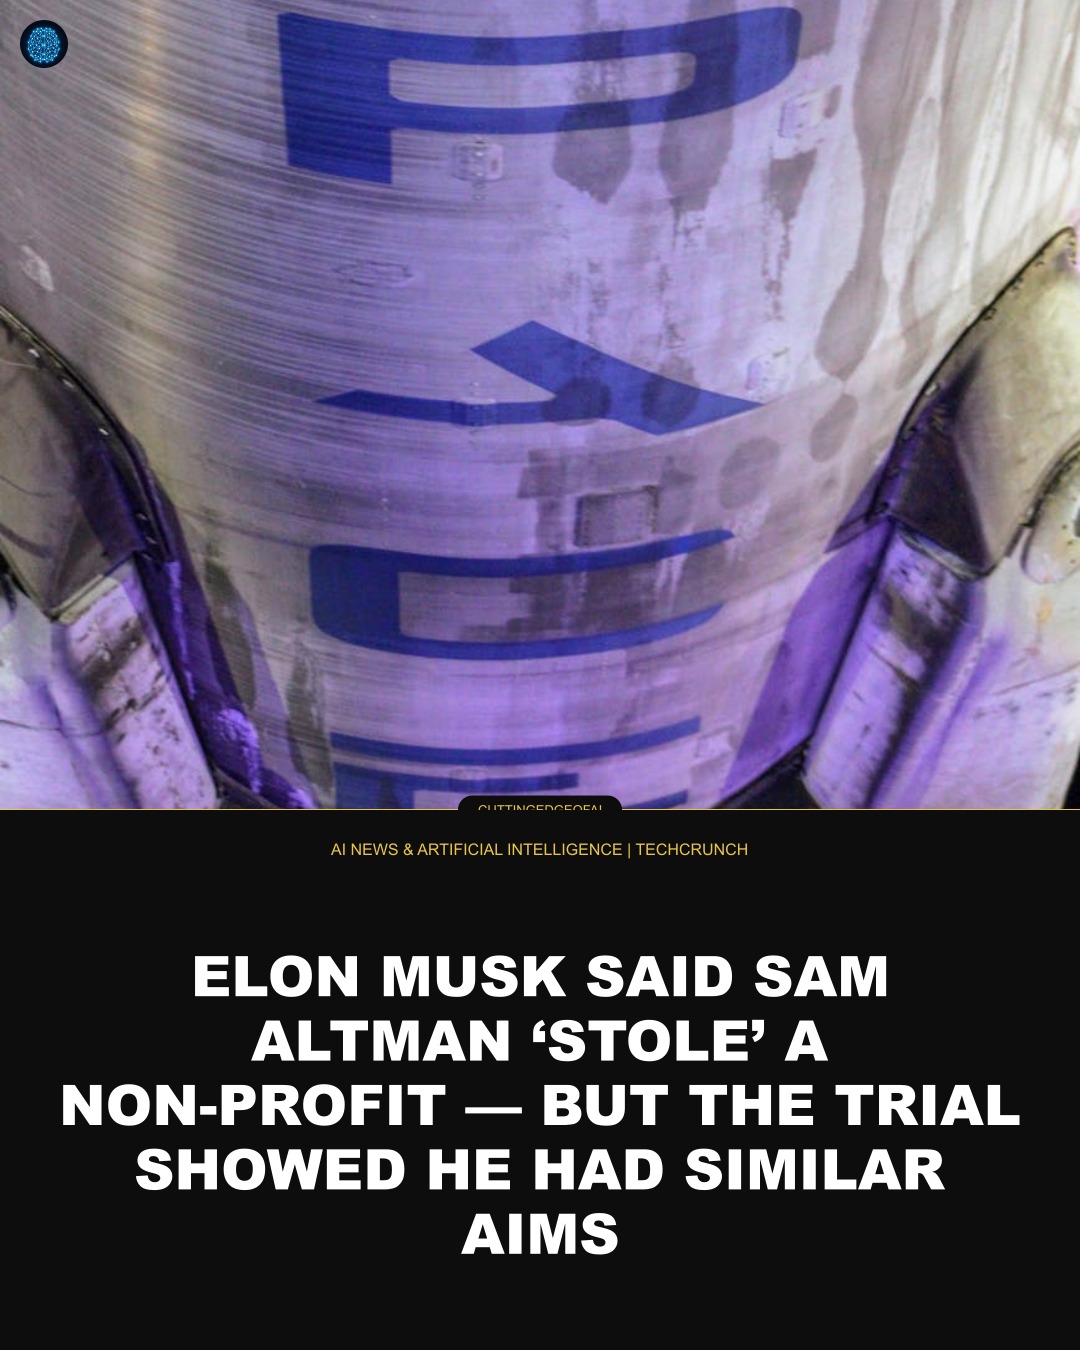 CUTTINGEDGEOFAI
AI NEWS & ARTIFICIAL INTELLIGENCE | TECHCRUNCH
ELON MUSK SAID SAM
ALTMAN ‘STOLE’ A
NON-PROFIT — BUT THE TRIAL
SHOWED HE HAD SIMILAR
AIMS